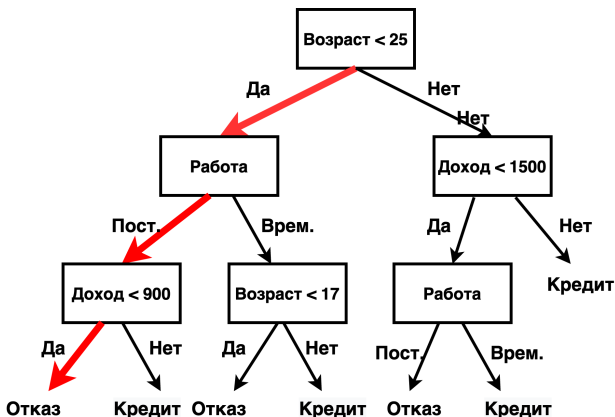 Возраст < 25
Да
Нет
Нет
Работа
Доход < 1500
Пост.
Врем.
Да
Нет
Доход < 900
Возраст < 17
Работа
Кредит
Да
Нет
Да
Нет
Пост.
Врем.
Отказ
Кредит
Отказ
Кредит
Отказ
Кредит